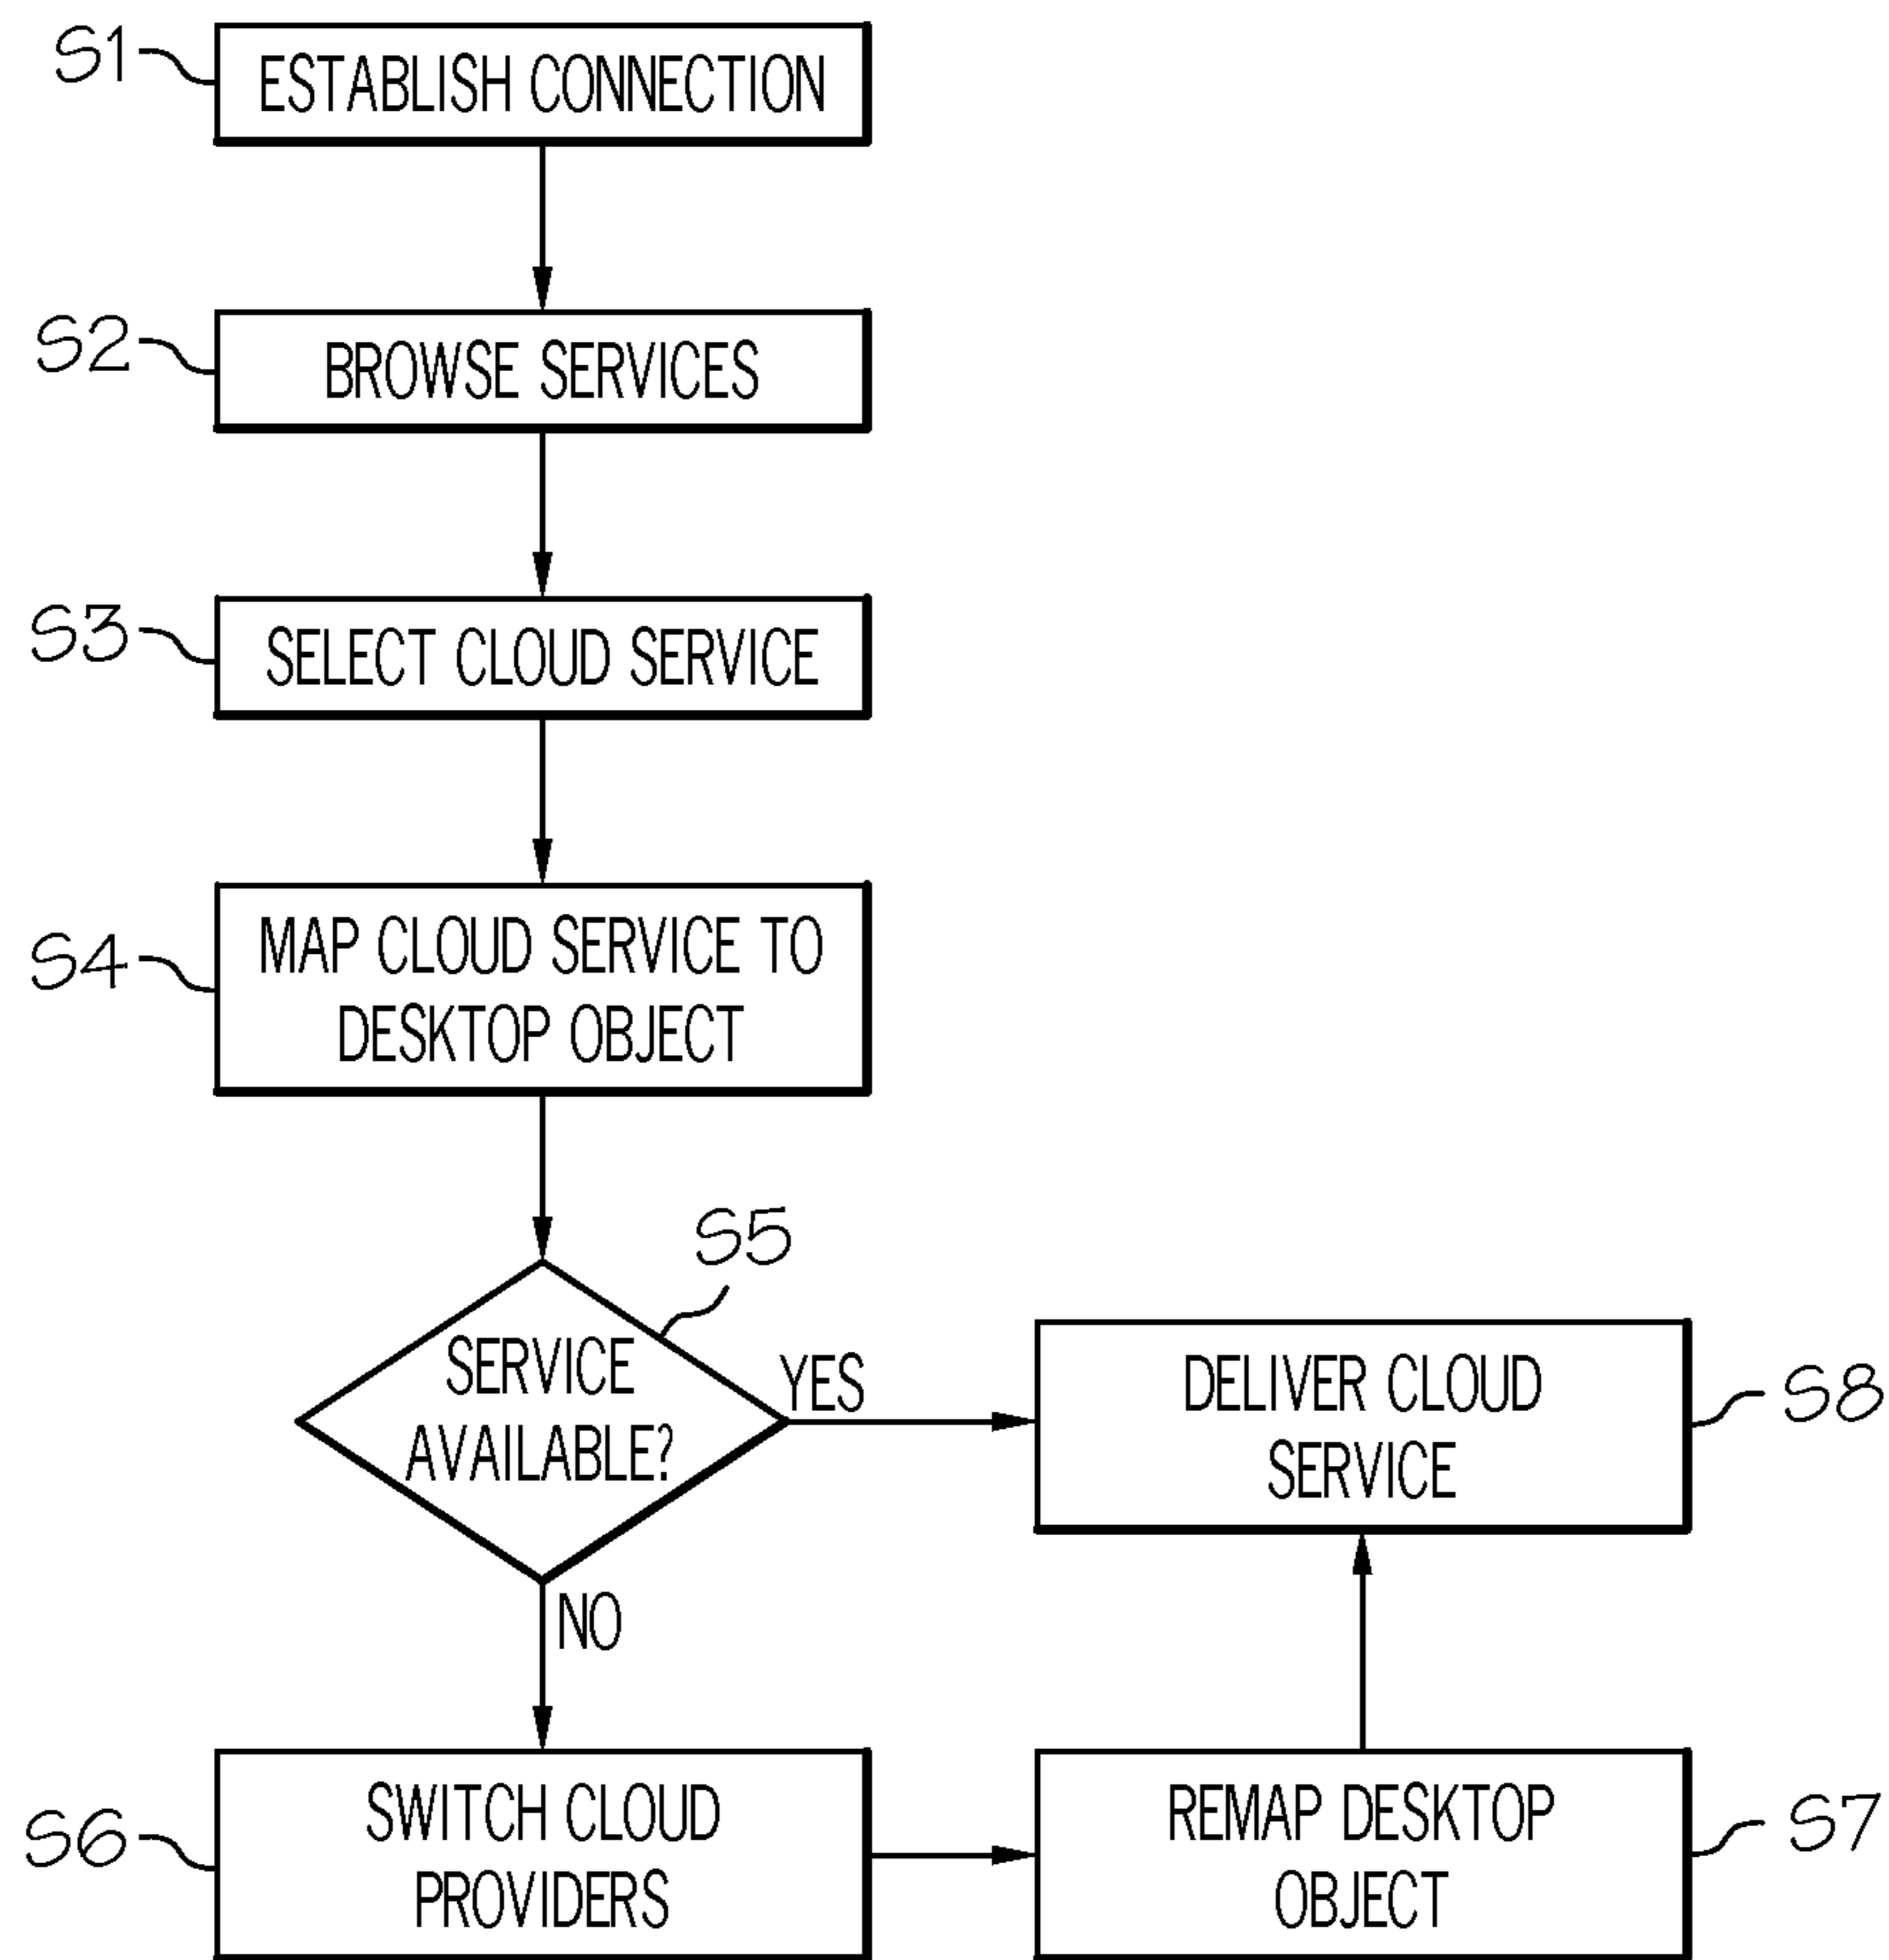 S1
ESTABLISH CONNECTION
S2
BROWSE SERVICES
S3
SELECT CLOUD SERVICE
S4
MAP CLOUD SERVICE TO
DESKTOP OBJECT
S5
SERVICE
AVAILABLE?
YES
NO
DELIVER CLOUD
SERVICE
S8
S6
SWITCH CLOUD
PROVIDERS
REMAP DESKTOP
OBJECT
S7